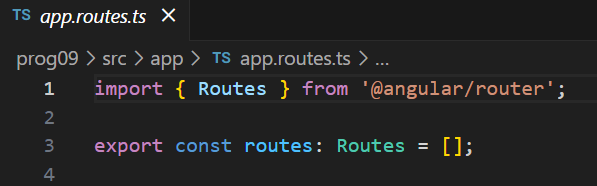 TS app.routes.ts ×
prog09 > src > app > TS app.routes.ts > ...
1 import { Routes } from '@angular/router';
2
3 export const routes: Routes = [];
4